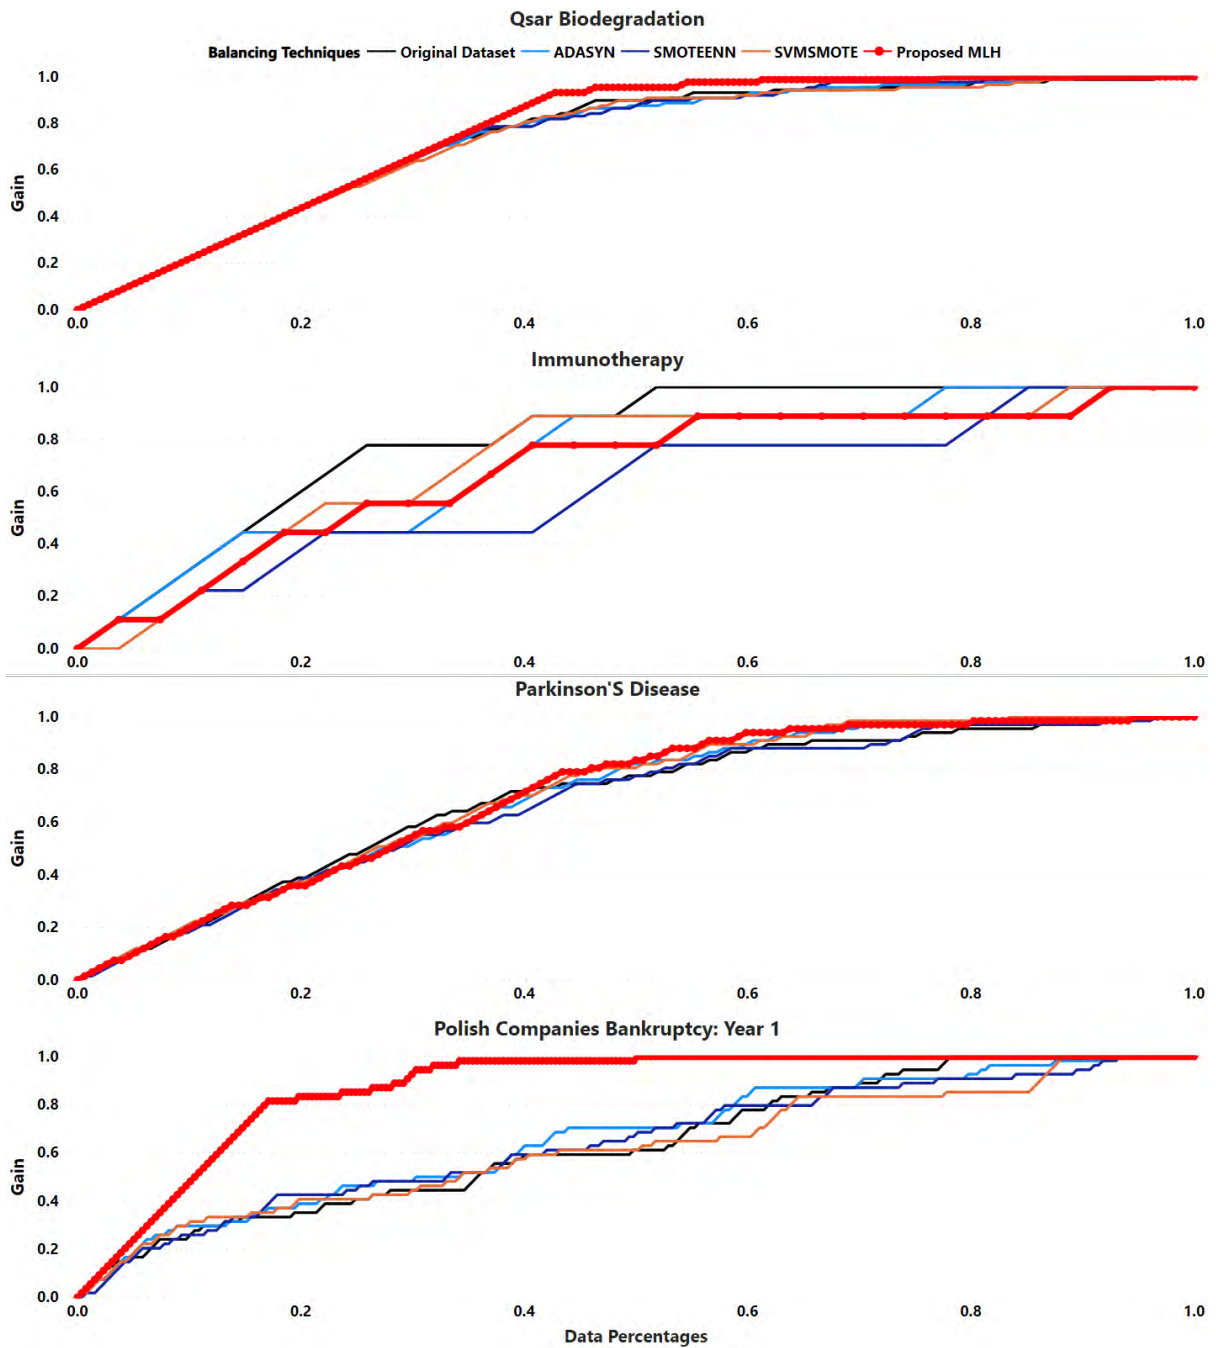 Qsar Biodegradation
Balancing Techniques Original Dataset ADASYN SMOTEENN SVMSMOTE Proposed MLH
1.0
0.8
0.6
0.4
0.2
0.0
Gain
0.0 0.2 0.4 0.6 0.8 1.0
Immunotherapy
1.0
0.8
0.6
0.4
0.2
0.0
Gain
0.0 0.2 0.4 0.6 0.8 1.0
Parkinson'S Disease
1.0
0.8
0.6
0.4
0.2
0.0
Gain
0.0 0.2 0.4 0.6 0.8 1.0
Polish Companies Bankruptcy: Year 1
1.0
0.8
0.6
0.4
0.2
0.0
Gain
0.0 0.2 0.4 0.6 0.8 1.0
Data Percentages